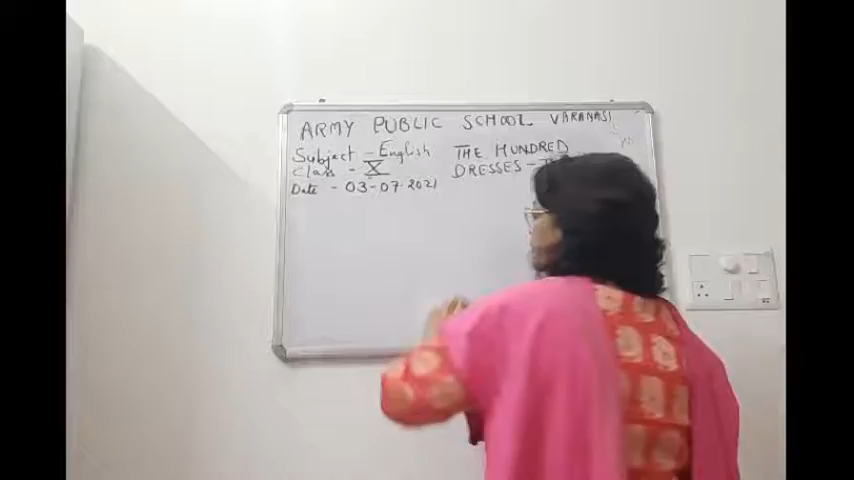 ARMY PUBLIC SCHOOL VARANASI
Subject - English
Class - X
Date - 03-07-2021
THE HUNDRED
DRESSES -